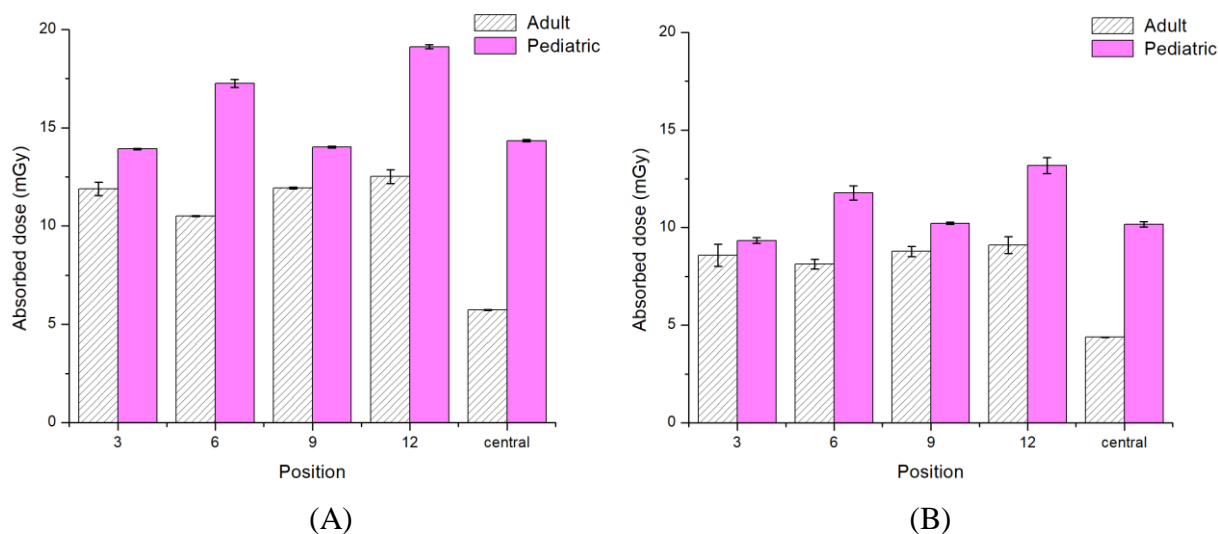 Adult
Pediatric
20
15
10
5
0
Absorbed dose (mGy)
3 6 9 12 central
Position
(A)
Adult
Pediatric
20
15
10
5
0
Absorbed dose (mGy)
3 6 9 12 central
Position
(B)